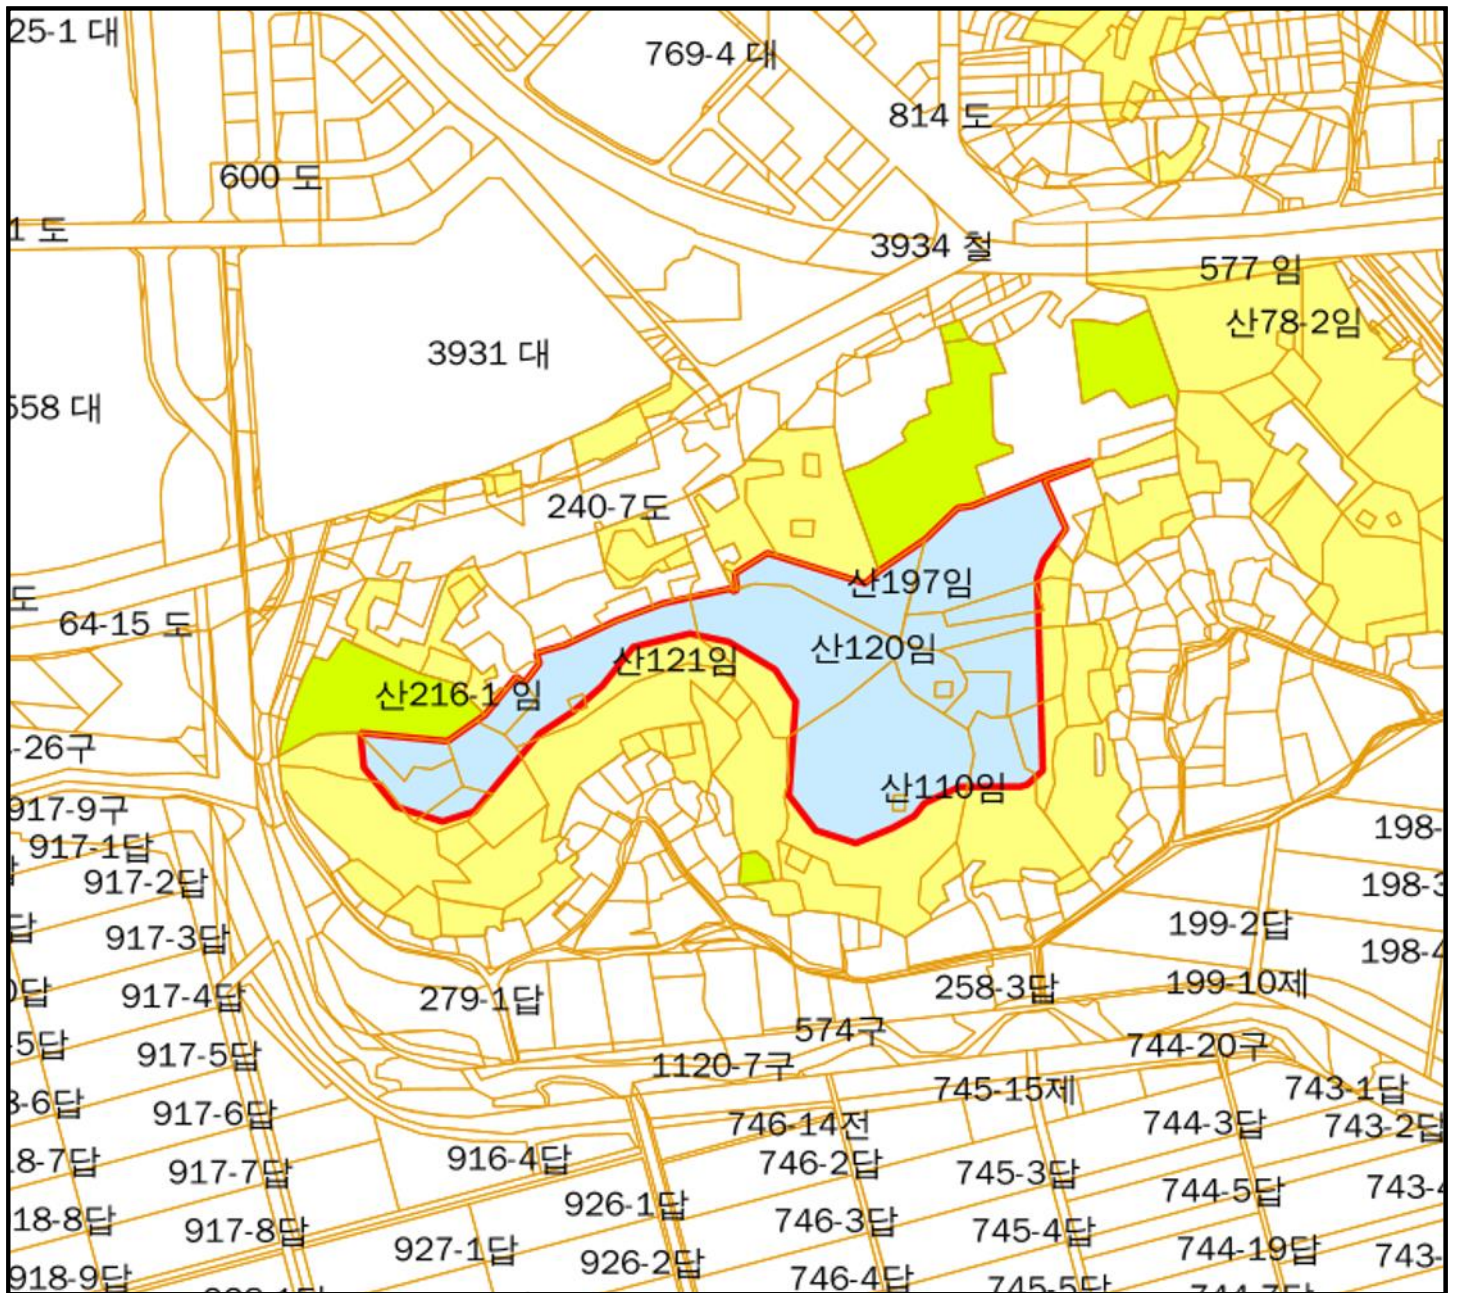 25-1 대
769-4 대
814 도
600 도
1 도
3934 철
577 임
산78-2임
3931 대
558 대
240-7도
산197임
도
64-15 도
산120임
산121임
산216-1 임
-26구
산110임
917-9구
198-
917-1답
917-2답
198-3
199-2답
답
917-3답
198-4
199-10제
258-3답
답
917-4답
279-1답
574구
744-20구
-5답
917-5답
1120-7구
745-15제
743-1답
-6답
917-6답
746-14전
744-3답
743-2답
8-7답
917-7답
916-4답
746-2답
745-3답
744-5답
743-4
18-8답
917-8답
926-1답
746-3답
745-4답
927-1답
926-2답
744-19답
743-
918-9답
746-4답
745-5답